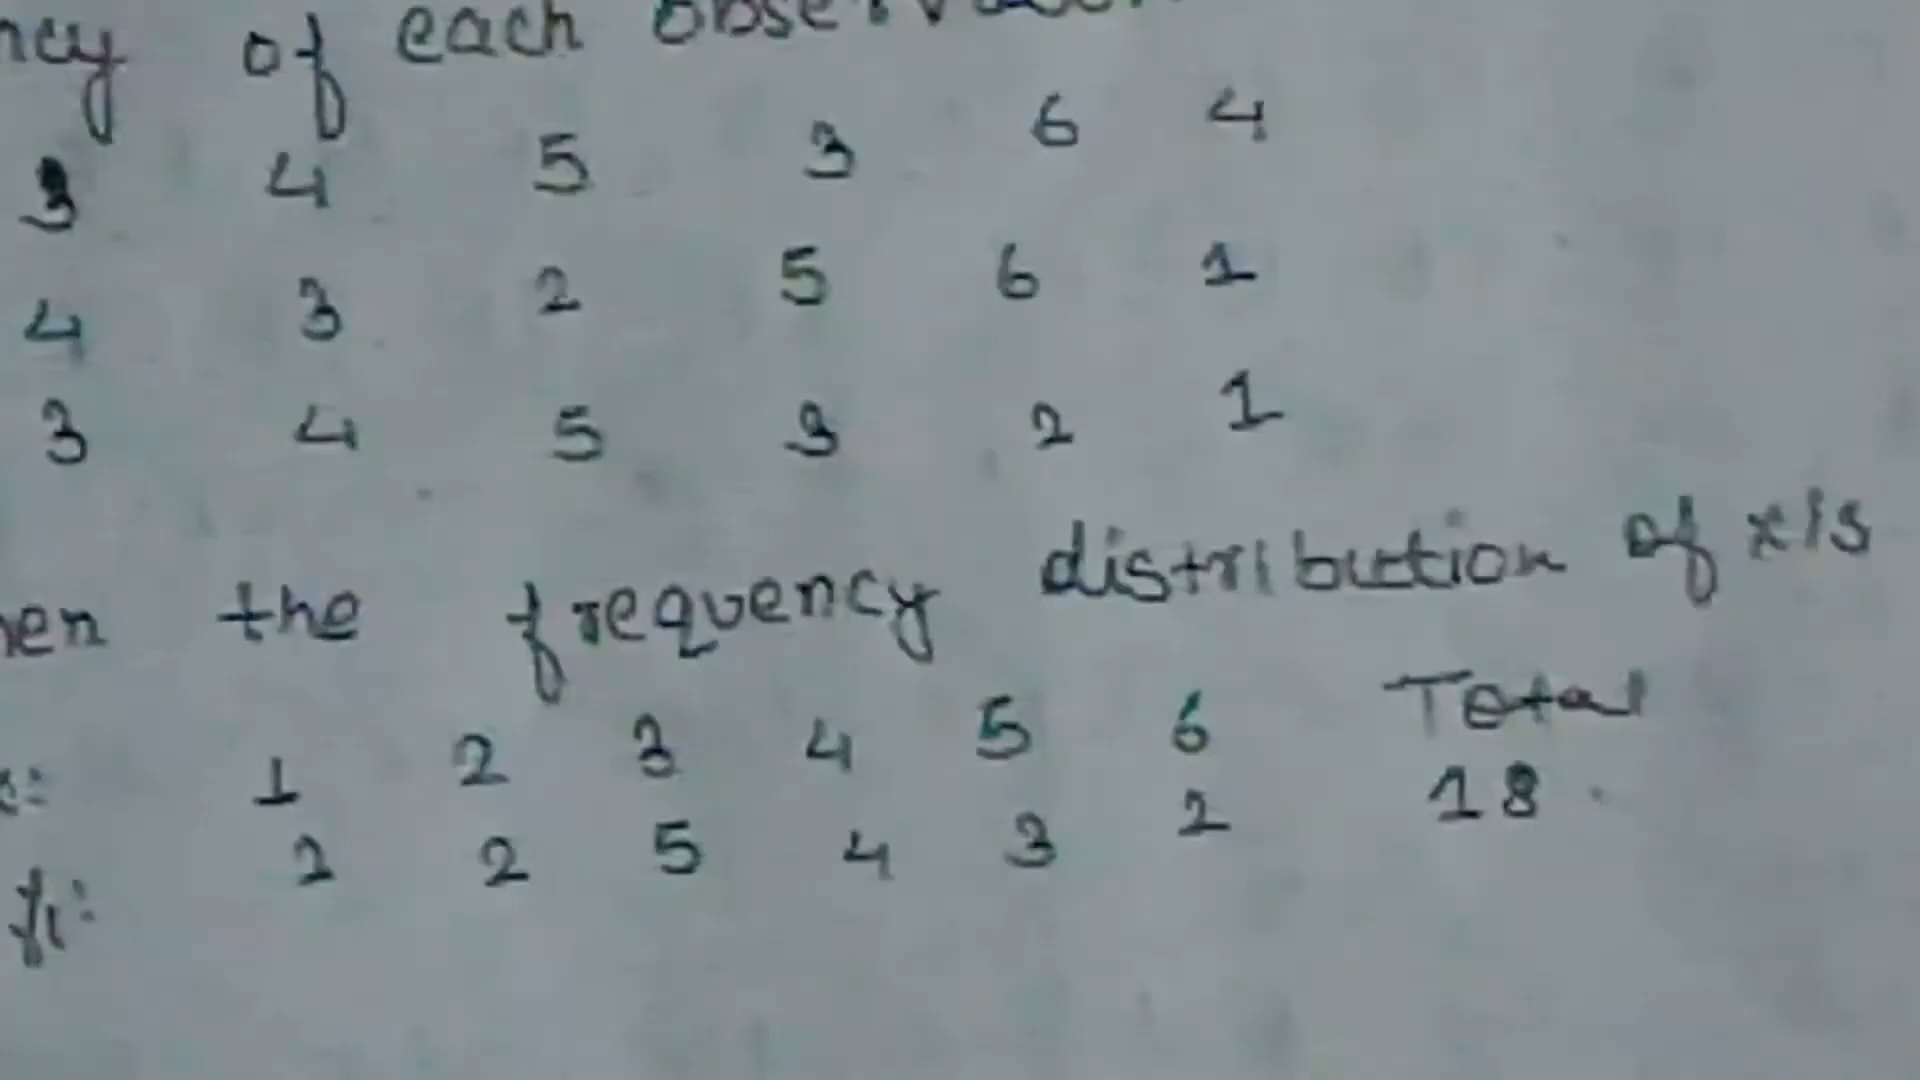 of each
3 4 5 3 6 4
4 3 2 5 6 1
3 4 5 3 2 1
the frequency distribution of x is
1 2 3 4 5 6 Total
fi: 2 2 5 4 3 2 18